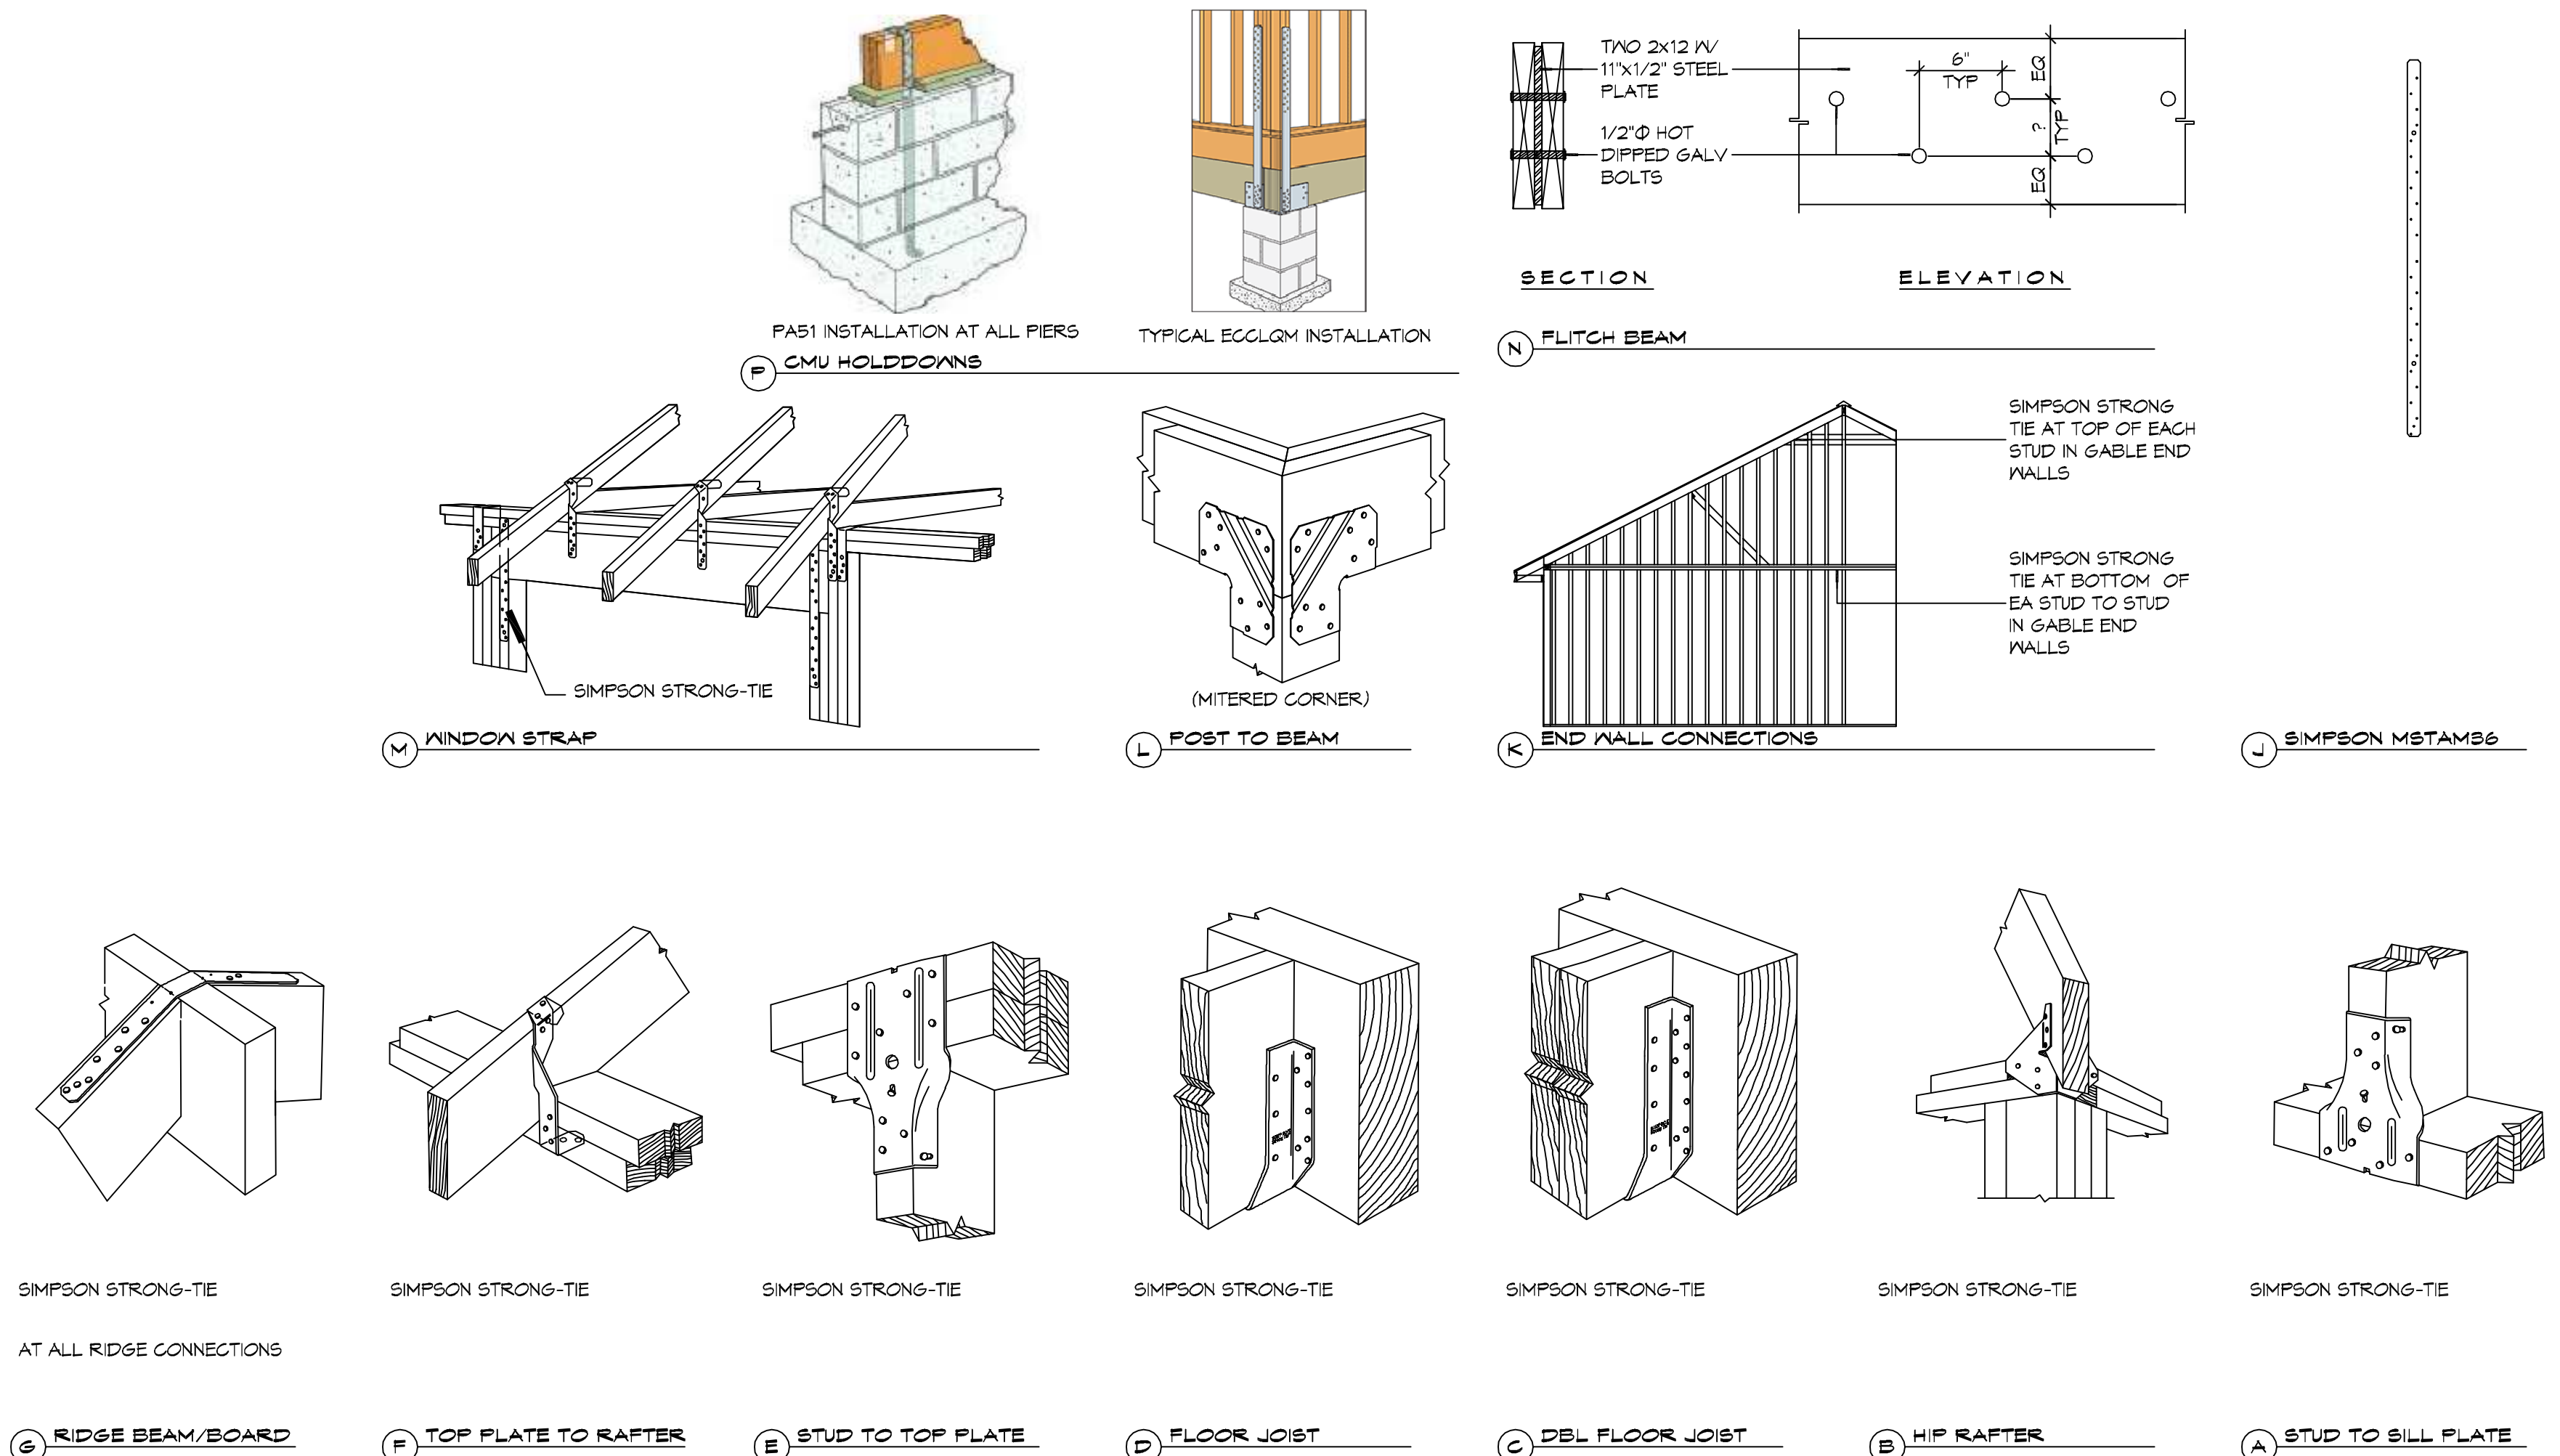 PA51 INSTALLATION AT ALL PIERS
TYPICAL ECCLQM INSTALLATION
P CMU HOLDDOWNS
TWO 2x12 W/
11"x1/2" STEEL
PLATE
1/2"Φ HOT
DIPPED GALV
BOLTS
6"
TYP
EQ
?
TYP
EQ
SECTION
ELEVATION
N FLITCH BEAM
SIMPSON STRONG-TIE
M WINDOW STRAP
(MITERED CORNER)
L POST TO BEAM
SIMPSON STRONG
TIE AT TOP OF EACH
STUD IN GABLE END
WALLS
SIMPSON STRONG
TIE AT BOTTOM OF
EA STUD TO STUD
IN GABLE END
WALLS
K END WALL CONNECTIONS
J SIMPSON MSTAM36
SIMPSON STRONG-TIE
AT ALL RIDGE CONNECTIONS
G RIDGE BEAM/BOARD
SIMPSON STRONG-TIE
F TOP PLATE TO RAFTER
SIMPSON STRONG-TIE
E STUD TO TOP PLATE
SIMPSON STRONG-TIE
D FLOOR JOIST
SIMPSON STRONG-TIE
C DBL FLOOR JOIST
SIMPSON STRONG-TIE
B HIP RAFTER
SIMPSON STRONG-TIE
A STUD TO SILL PLATE